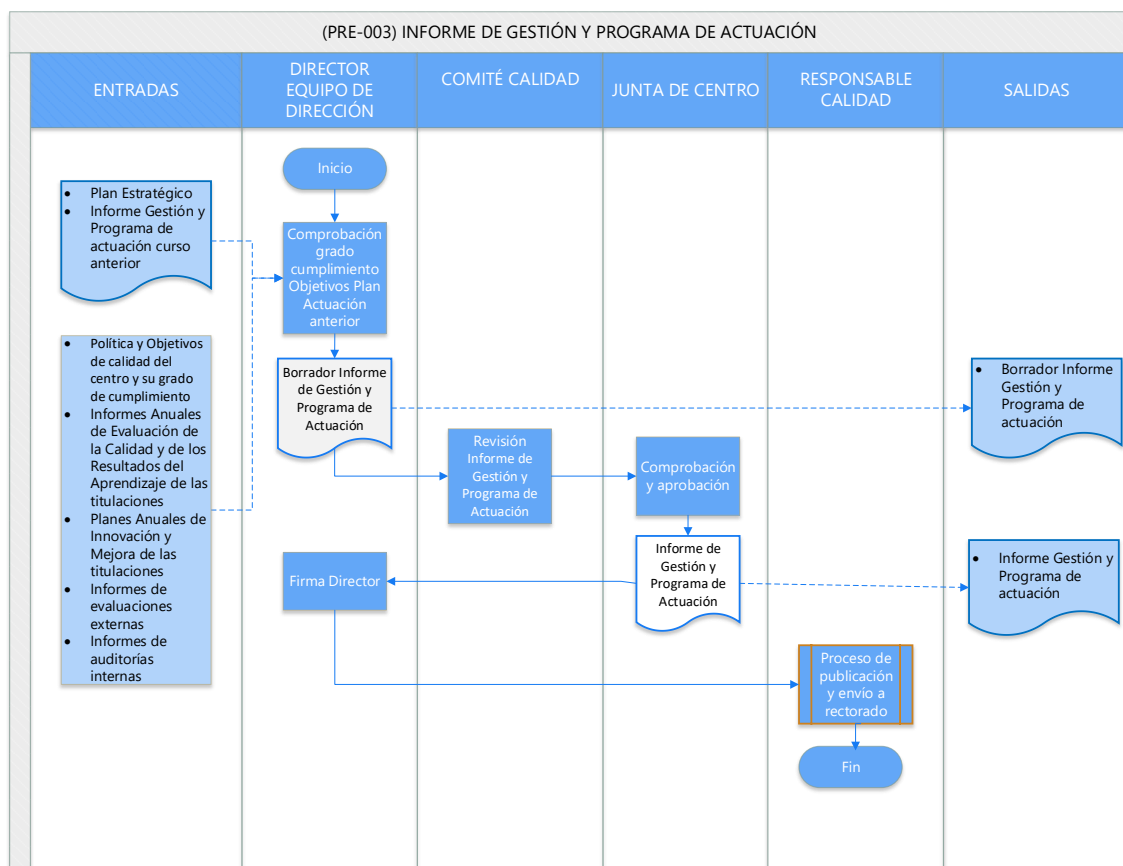 (PRE-003) INFORME DE GESTIÓN Y PROGRAMA DE ACTUACIÓN
ENTRADAS
DIRECTOR
EQUIPO DE
DIRECCIÓN
COMITÉ CALIDAD
JUNTA DE CENTRO
RESPONSABLE
CALIDAD
SALIDAS
• Plan Estratégico
• Informe Gestión y
Programa de
actuación curso
anterior
• Política y Objetivos
de calidad del
centro y su grado
de cumplimiento
• Informes Anuales
de Evaluación de
la Calidad y de los
Resultados del
Aprendizaje de las
titulaciones
• Planes Anuales de
Innovación y
Mejora de las
titulaciones
• Informes de
evaluaciones
externas
• Informes de
auditorías
internas
Inicio
Comprobación
grado
cumplimiento
Objetivos Plan
Actuación
anterior
Borrador Informe
de Gestión y
Programa de
Actuación
Revisión
Informe de
Gestión y
Programa de
Actuación
Comprobación
y aprobación
Informe de
Gestión y
Programa de
Actuación
Firma Director
Proceso de
publicación
y envío a
rectorado
Fin
• Borrador Informe
Gestión y
Programa de
actuación
• Informe Gestión y
Programa de
actuación